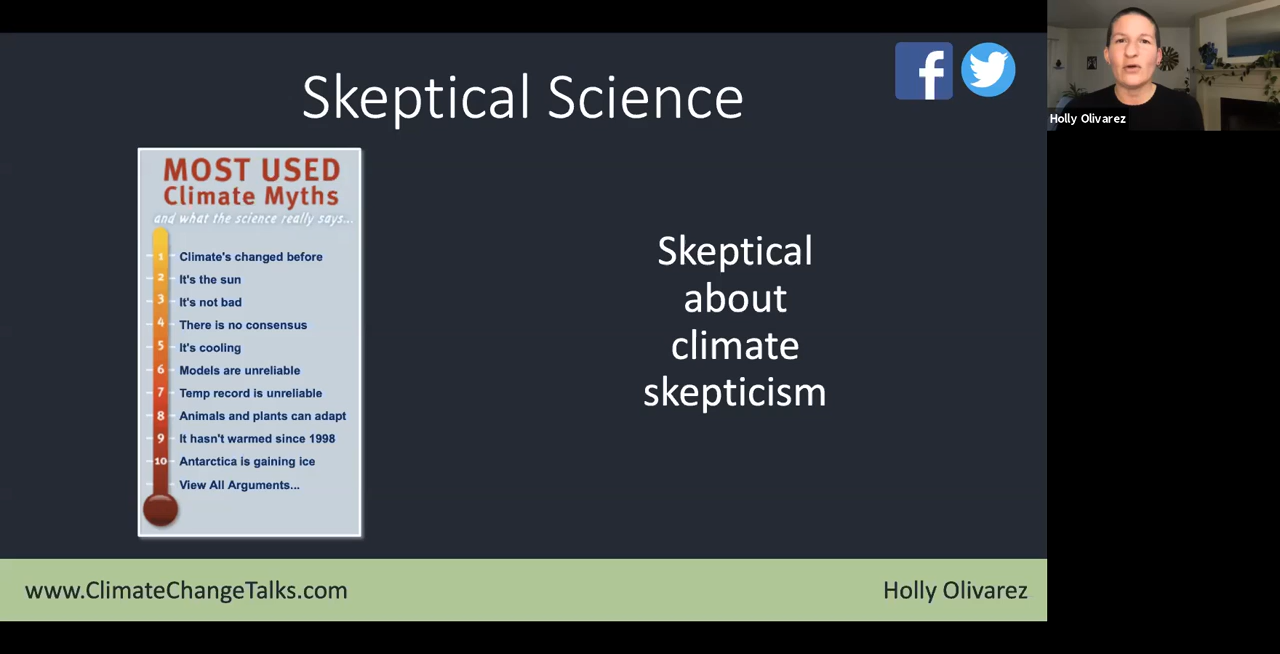 Skeptical Science
MOST USED
Climate Myths
and what the science really says...
1 Climate's changed before
2 It's the sun
3 It's not bad
4 There is no consensus
5 It's cooling
6 Models are unreliable
7 Temp record is unreliable
8 Animals and plants can adapt
9 It hasn't warmed since 1998
10 Antarctica is gaining ice
View All Arguments...
Skeptical
about
climate
skepticism
www.ClimateChangeTalks.com
Holly Olivarez
Holly Olivarez